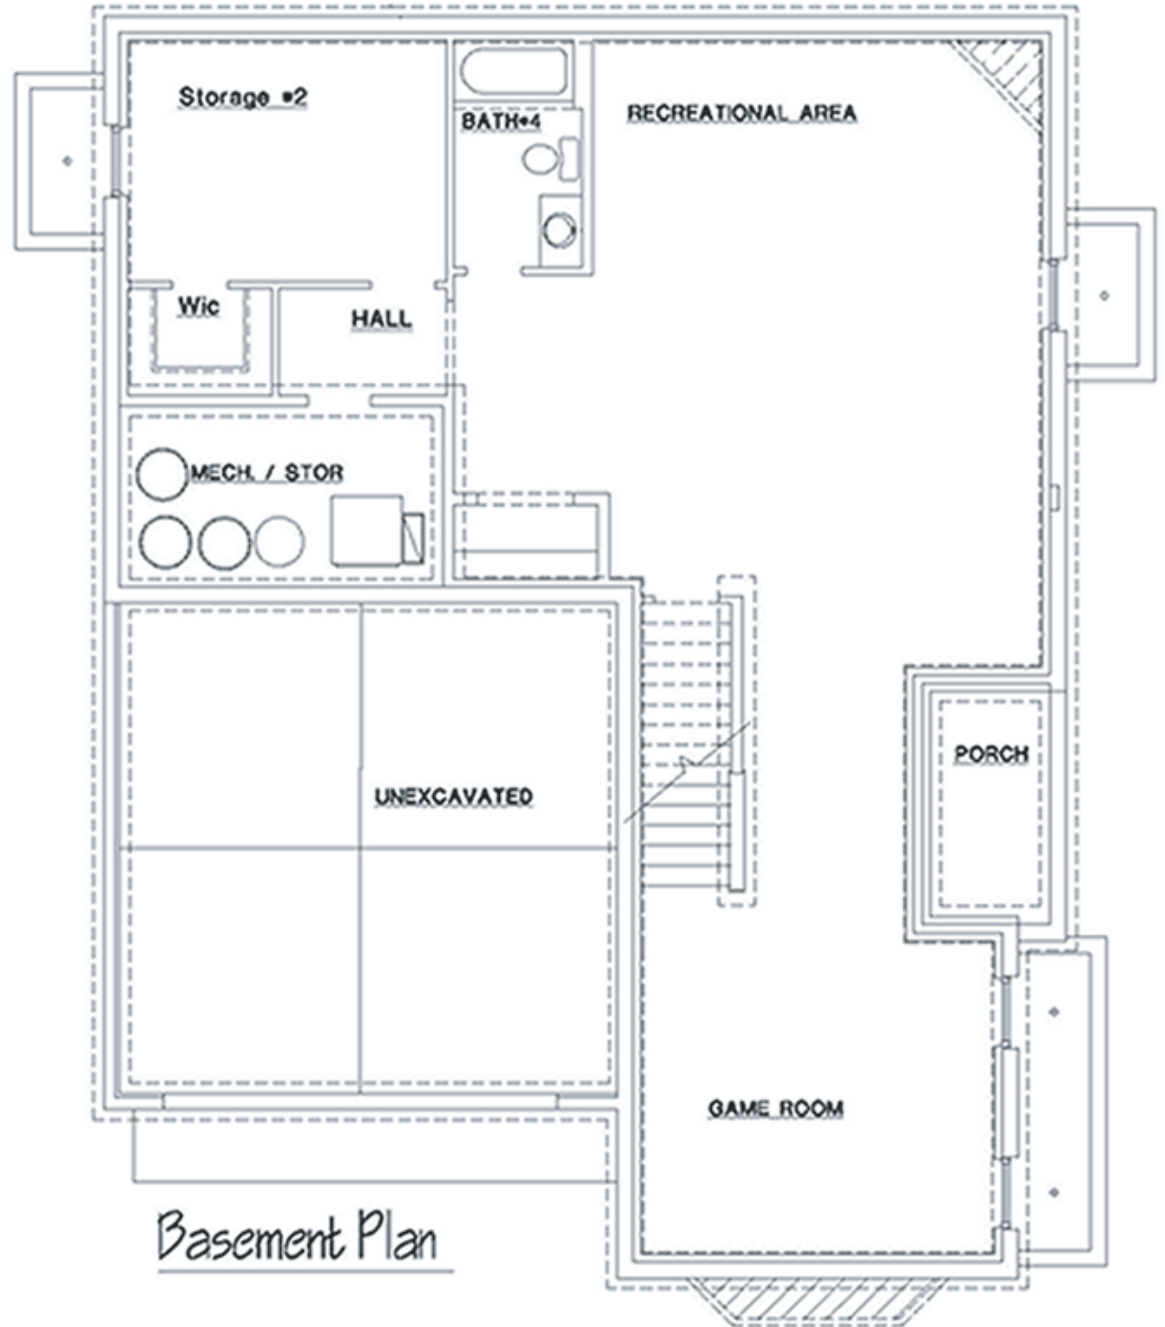 Storage #2
BATH#4
RECREATIONAL AREA
Wic
HALL
MECH. / STOR
PORCH
UNEXCAVATED
GAME ROOM
Basement Plan